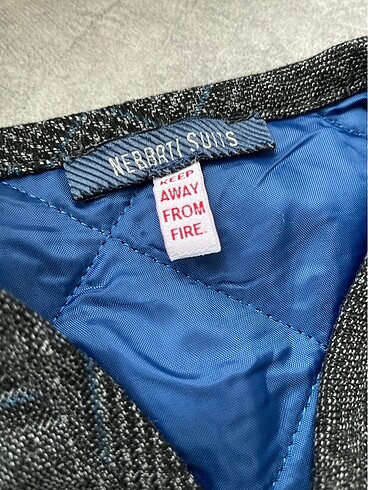 NEBBATI SUITS
KEEP
AWAY
FROM
FIRE.